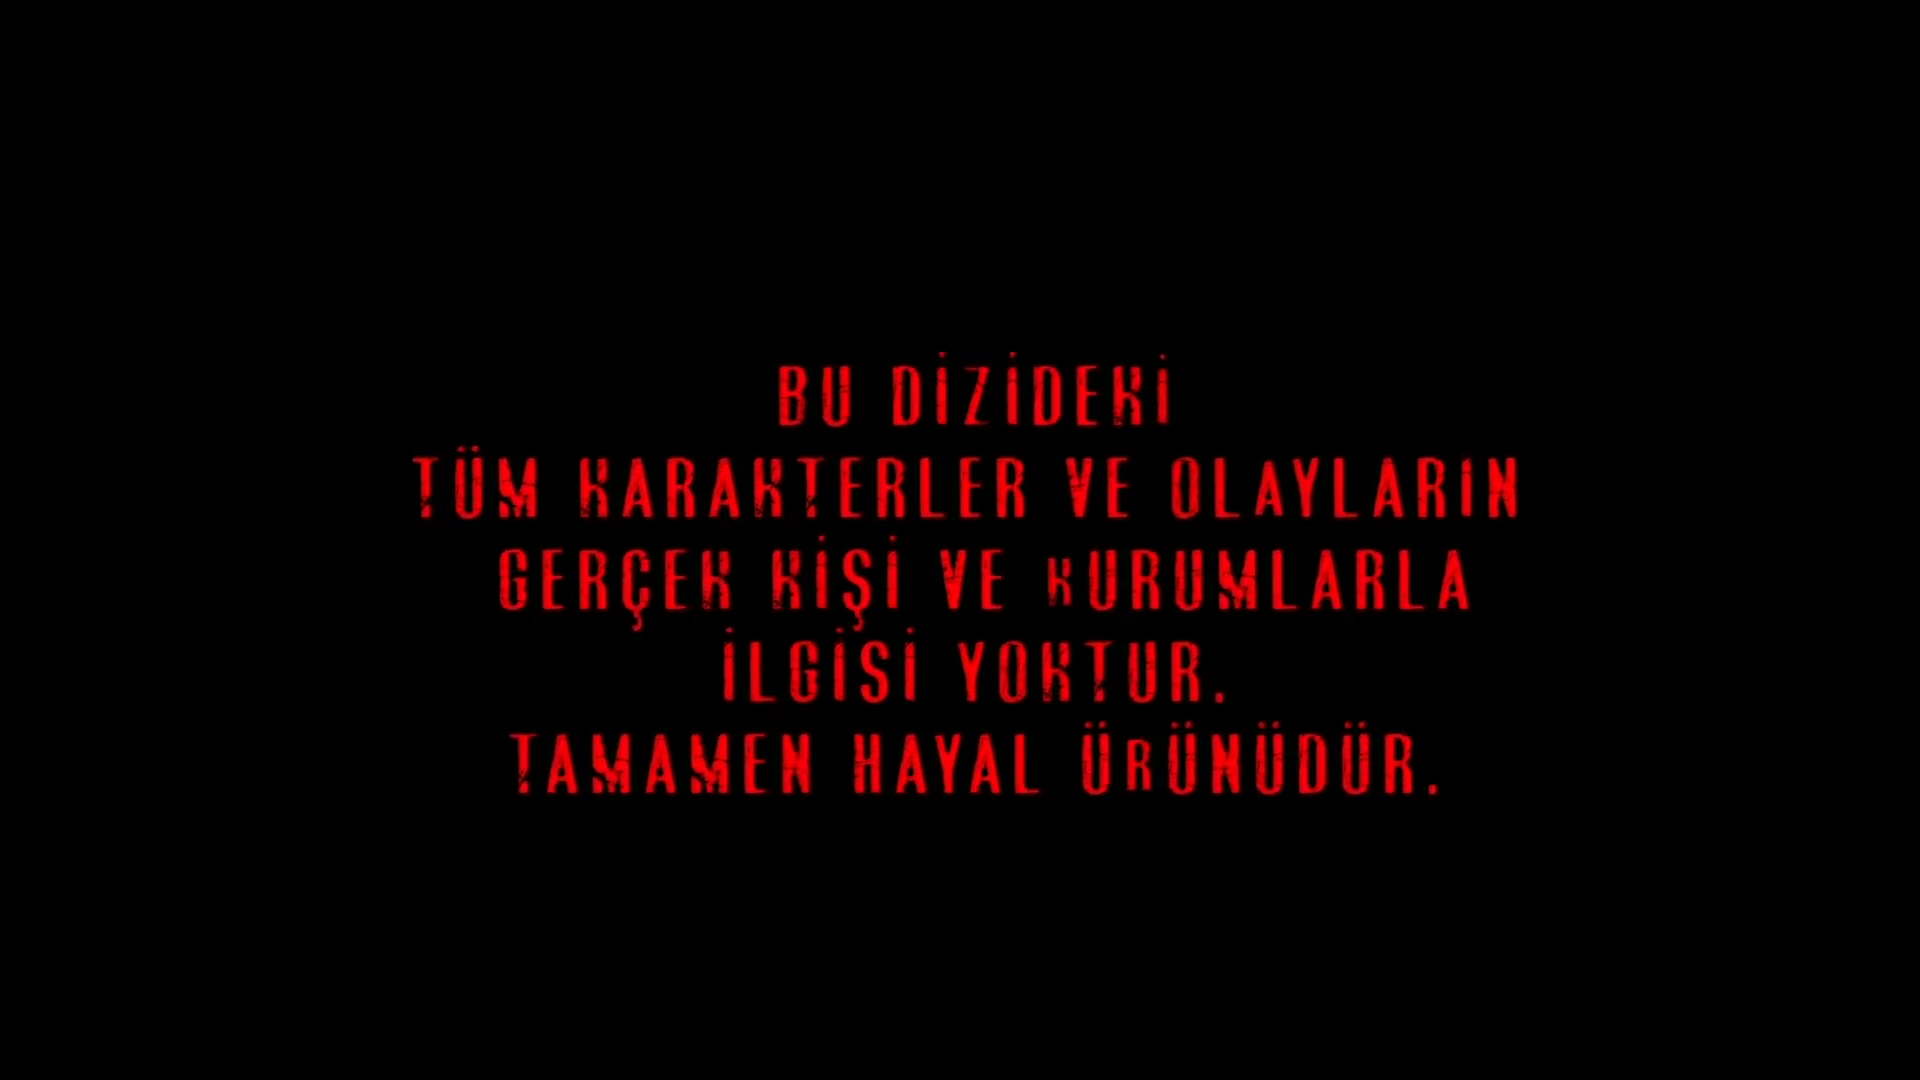 BU DİZİDEKİ
TÜM KARAKTERLER VE OLAYLARIN
GERÇEK KİŞİ VE KURUMLARLA
İLGİSİ YOKTUR.
TAMAMEN HAYAL ÜRÜNÜDÜR.